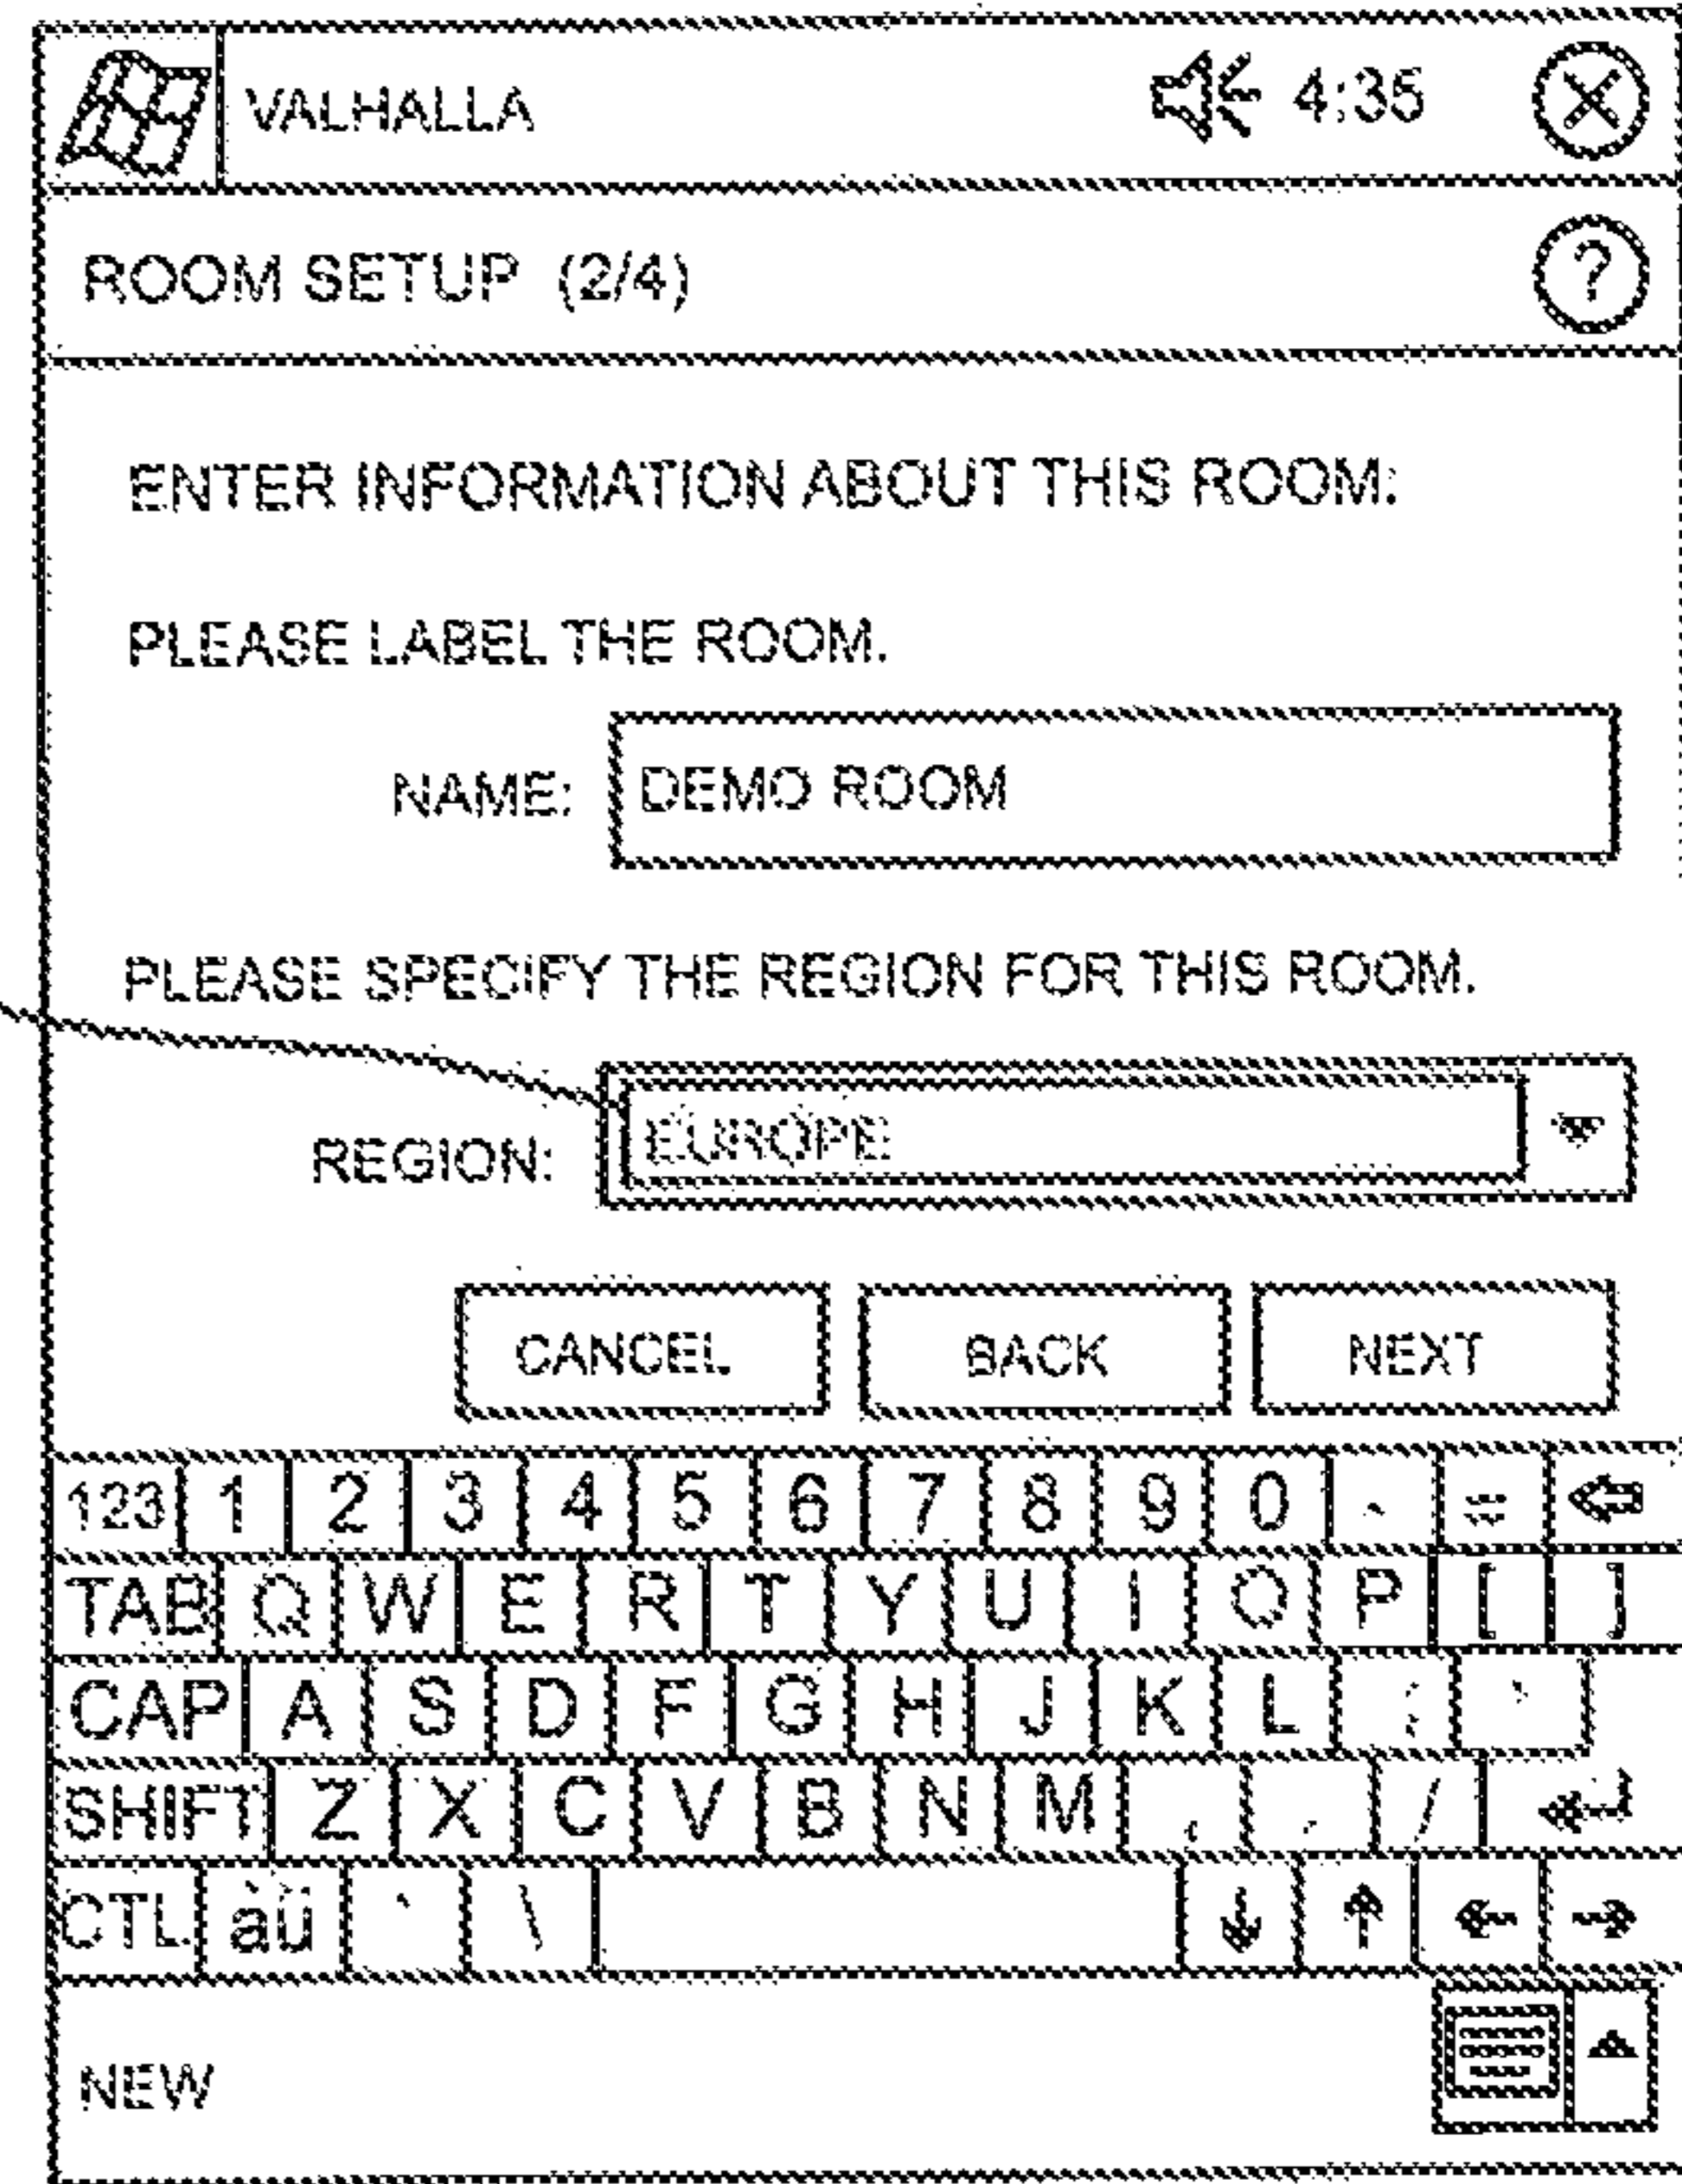 VALHALLA 4:35
ROOM SETUP (2/4) ?
ENTER INFORMATION ABOUT THIS ROOM:
PLEASE LABEL THE ROOM.
NAME: DEMO ROOM
PLEASE SPECIFY THE REGION FOR THIS ROOM.
REGION: EUROPE
CANCEL BACK NEXT
123 1 2 3 4 5 6 7 8 9 0 - =
TAB Q W E R T Y U I O P [ ]
CAP A S D F G H J K L ; '
SHIFT Z X C V B N M , . /
CTL áü ` \
NEW